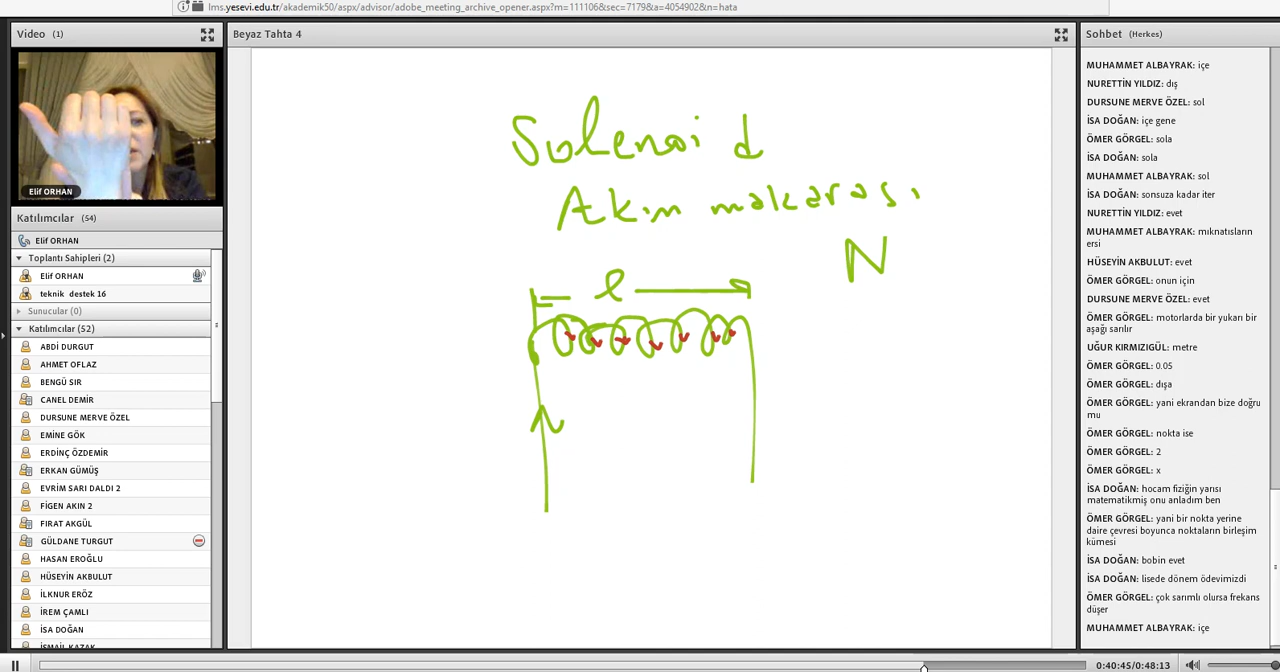 lms.yesevi.edu.tr/akademik50/aspx/advisor/adobe_meeting_archive_opener.aspx?m=111106&sec=7179&a=4054902&n=hata
Video (1)
Elif ORHAN
Katılımcılar (54)
Elif ORHAN
Toplantı Sahipleri (2)
Elif ORHAN
teknik destek 16
Sunucular (0)
Katılımcılar (52)
ABDİ DURGUT
AHMET OFLAZ
BENGÜ SIR
CANEL DEMİR
DURSUNE MERVE ÖZEL
EMİNE GÖK
ERDİNÇ ÖZDEMİR
ERKAN GÜMÜŞ
EVRİM SARI DALDI 2
FİGEN AKIN 2
FIRAT AKGÜL
GÜLDANE TURGUT
HASAN EROĞLU
HÜSEYİN AKBULUT
İLKNUR ERÖZ
İREM ÇAMLI
İSA DOĞAN
İSMAİL KAZAK
Beyaz Tahta 4
Solenoid
Akım makarası
N
l
Sohbet (Herkes)
MUHAMMET ALBAYRAK: içe
NURETTİN YILDIZ: dış
DURSUNE MERVE ÖZEL: sol
İSA DOĞAN: içe gene
ÖMER GÖRGEL: sola
İSA DOĞAN: sola
MUHAMMET ALBAYRAK: sol
İSA DOĞAN: sonsuza kadar iter
NURETTİN YILDIZ: evet
MUHAMMET ALBAYRAK: mıknatısların
ersi
HÜSEYİN AKBULUT: evet
ÖMER GÖRGEL: onun için
DURSUNE MERVE ÖZEL: evet
ÖMER GÖRGEL: motorlarda bir yukarı bir
aşağı sarılır
UĞUR KIRMIZIGÜL: metre
ÖMER GÖRGEL: 0.05
ÖMER GÖRGEL: dışa
ÖMER GÖRGEL: yani ekrandan bize doğru
mu
ÖMER GÖRGEL: nokta ise
ÖMER GÖRGEL: 2
ÖMER GÖRGEL: x
İSA DOĞAN: hocam fiziğin yarısı
matematikmiş onu anladım ben
ÖMER GÖRGEL: yani bir nokta yerine
daire çevresi boyunca noktaların birleşim
kümesi
İSA DOĞAN: bobin evet
İSA DOĞAN: lisede dönem ödevimizdi
ÖMER GÖRGEL: çok sarımlı olursa frekans
düşer
MUHAMMET ALBAYRAK: içe
0:40:45/0:48:13